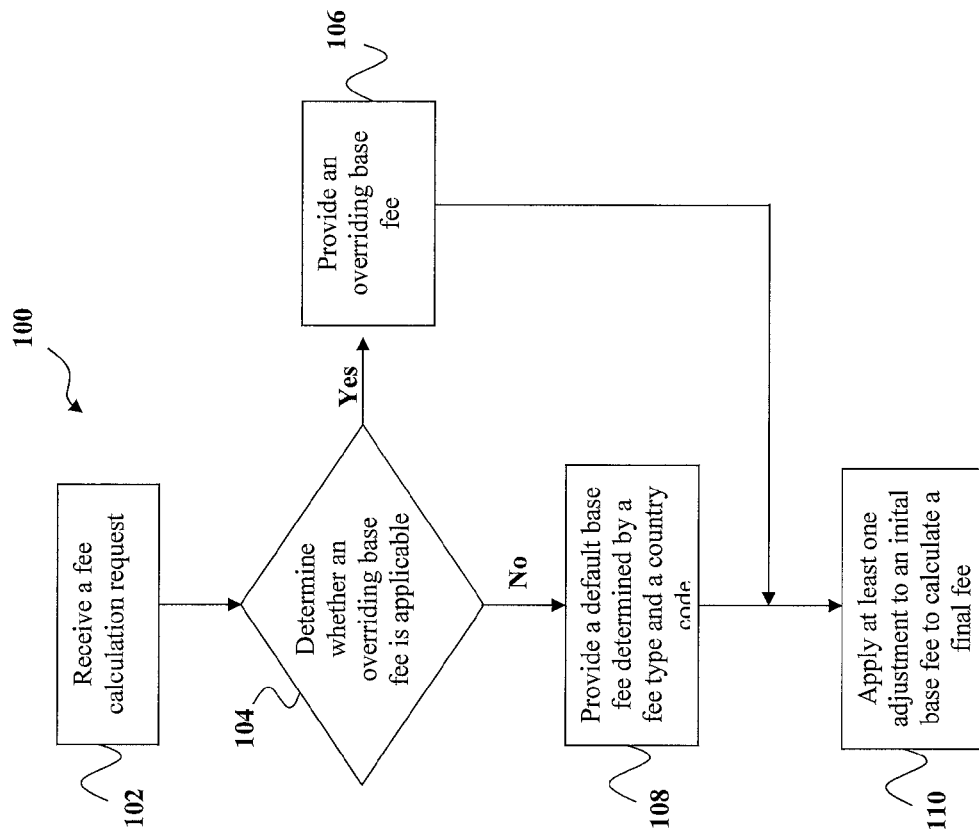 100
Receive a fee
calculation request
102
Determine
whether an
overriding base
fee is applicable
104
Yes
Provide an
overriding base
fee
106
No
Provide a default base
fee determined by a
fee type and a country
code
108
Apply at least one
adjustment to an inital
base fee to calculate a
final fee
110